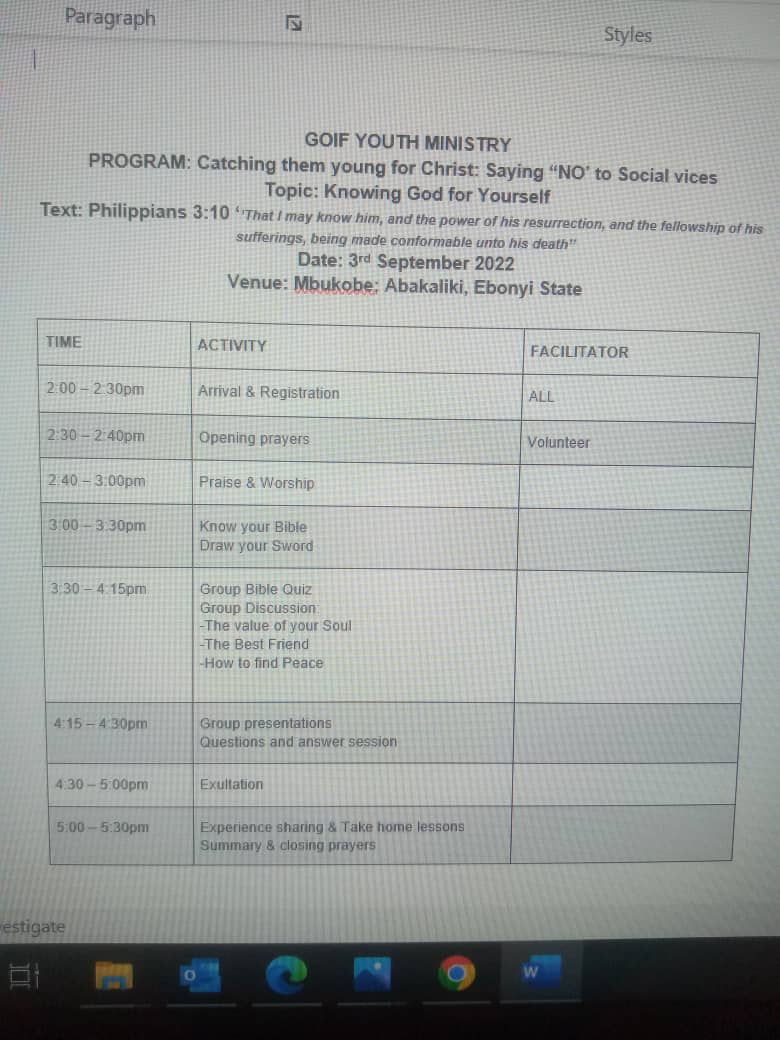 Paragraph
Styles
GOIF YOUTH MINISTRY
PROGRAM: Catching them young for Christ: Saying “NO’ to Social vices
Topic: Knowing God for Yourself
Text: Philippians 3:10 ‘'That I may know him, and the power of his resurrection, and the fellowship of his
sufferings, being made conformable unto his death”
Date: 3rd September 2022
Venue: Mbukobe; Abakaliki, Ebonyi State
TIME ACTIVITY FACILITATOR
2:00 – 2:30pm Arrival & Registration ALL
2:30 – 2:40pm Opening prayers Volunteer
2:40 – 3:00pm Praise & Worship
3:00 – 3:30pm Know your Bible
Draw your Sword
3:30 – 4:15pm Group Bible Quiz
Group Discussion:
-The value of your Soul
-The Best Friend
-How to find Peace
4:15 – 4:30pm Group presentations
Questions and answer session
4:30 – 5:00pm Exultation
5:00 – 5:30pm Experience sharing & Take home lessons
Summary & closing prayers
estigate
O
W